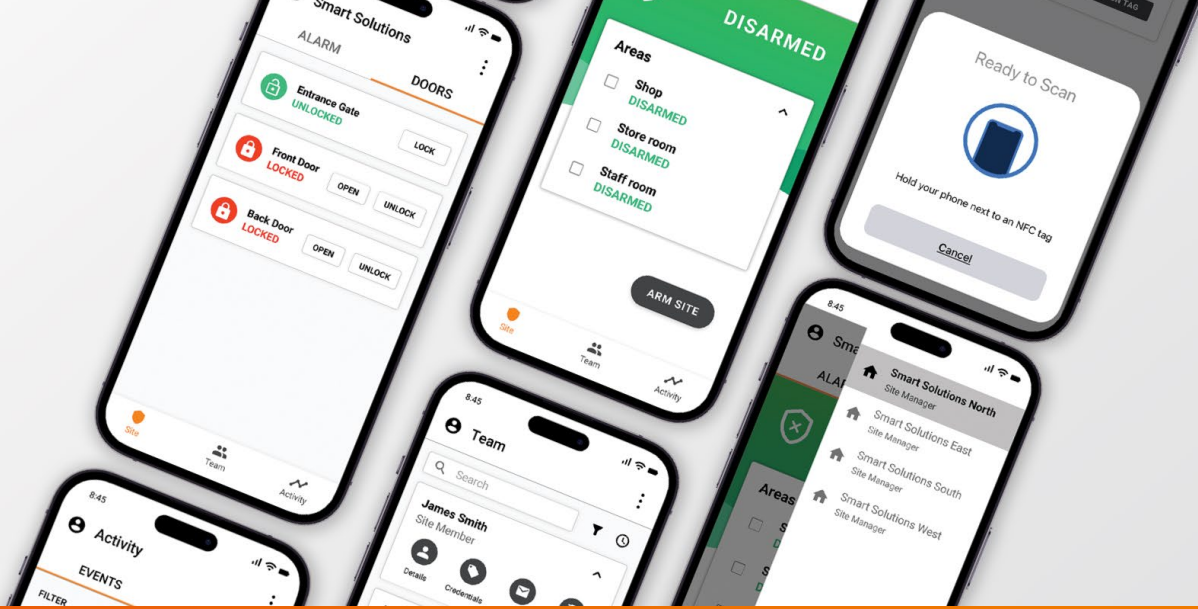 Smart Solutions
ALARM
DOORS
Entrance Gate
UNLOCKED
LOCK
Front Door
LOCKED
OPEN
UNLOCK
Back Door
LOCKED
OPEN
UNLOCK
Site
Team
Activity
DISARMED
Areas
Shop
DISARMED
Store room
DISARMED
Staff room
DISARMED
ARM SITE
Site
Team
Activity
TAG
Ready to Scan
Hold your phone next to an NFC tag
Cancel
8:45
Activity
EVENTS
FILTER
8:45
Team
Search
James Smith
Site Member
Details
Credentials
8:45
Areas
Smart Solutions North
Site Manager
Smart Solutions East
Site Manager
Smart Solutions South
Site Manager
Smart Solutions West
Site Manager